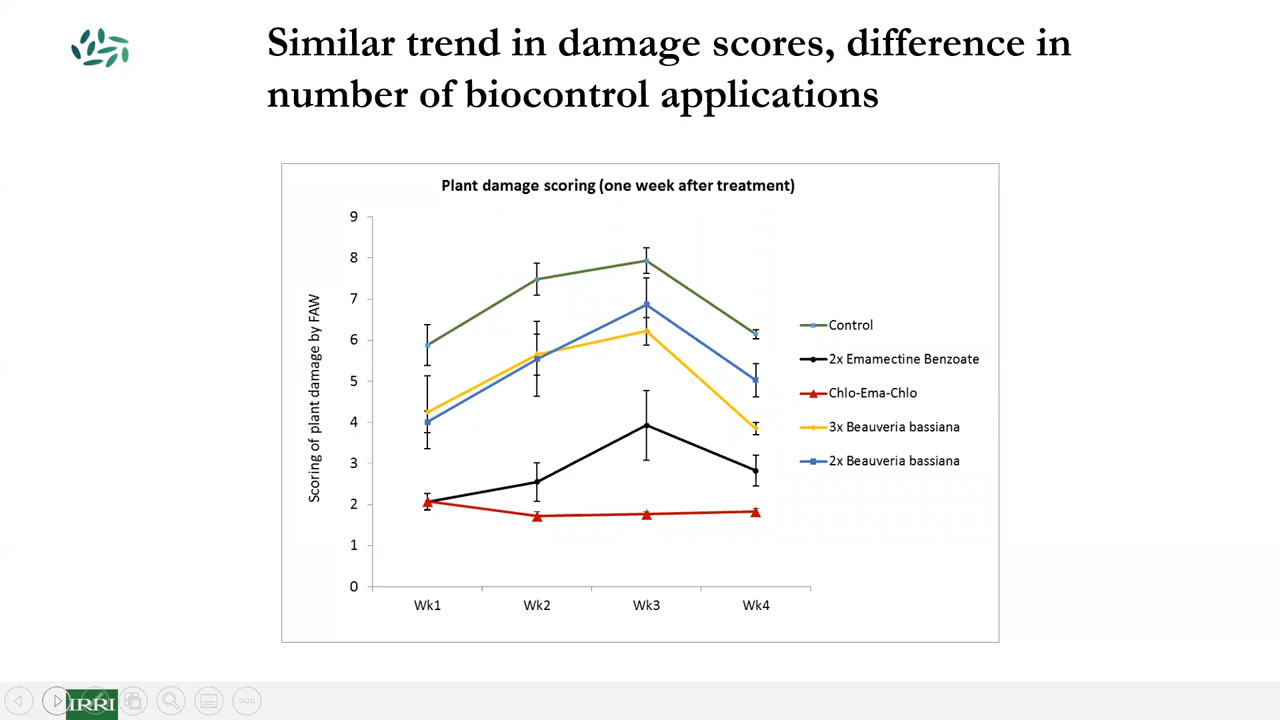 Similar trend in damage scores, difference in
number of biocontrol applications
Plant damage scoring (one week after treatment)
Scoring of plant damage by FAW
9
8
7
6
5
4
3
2
1
0
Wk1
Wk2
Wk3
Wk4
Control
2x Emamectine Benzoate
Chlo-Ema-Chlo
3x Beauveria bassiana
2x Beauveria bassiana
IRRI